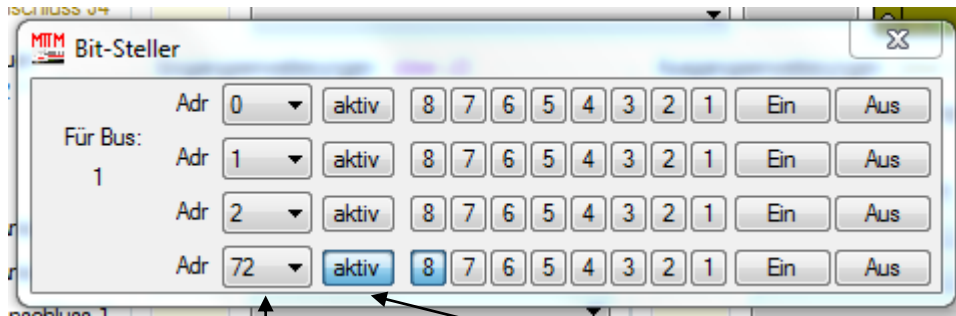 nschluss J4
MTTM Bit-Steller
Adr 0 aktiv 8 7 6 5 4 3 2 1 Ein Aus
Für Bus:
1
Adr 1 aktiv 8 7 6 5 4 3 2 1 Ein Aus
Adr 2 aktiv 8 7 6 5 4 3 2 1 Ein Aus
Adr 72 aktiv 8 7 6 5 4 3 2 1 Ein Aus